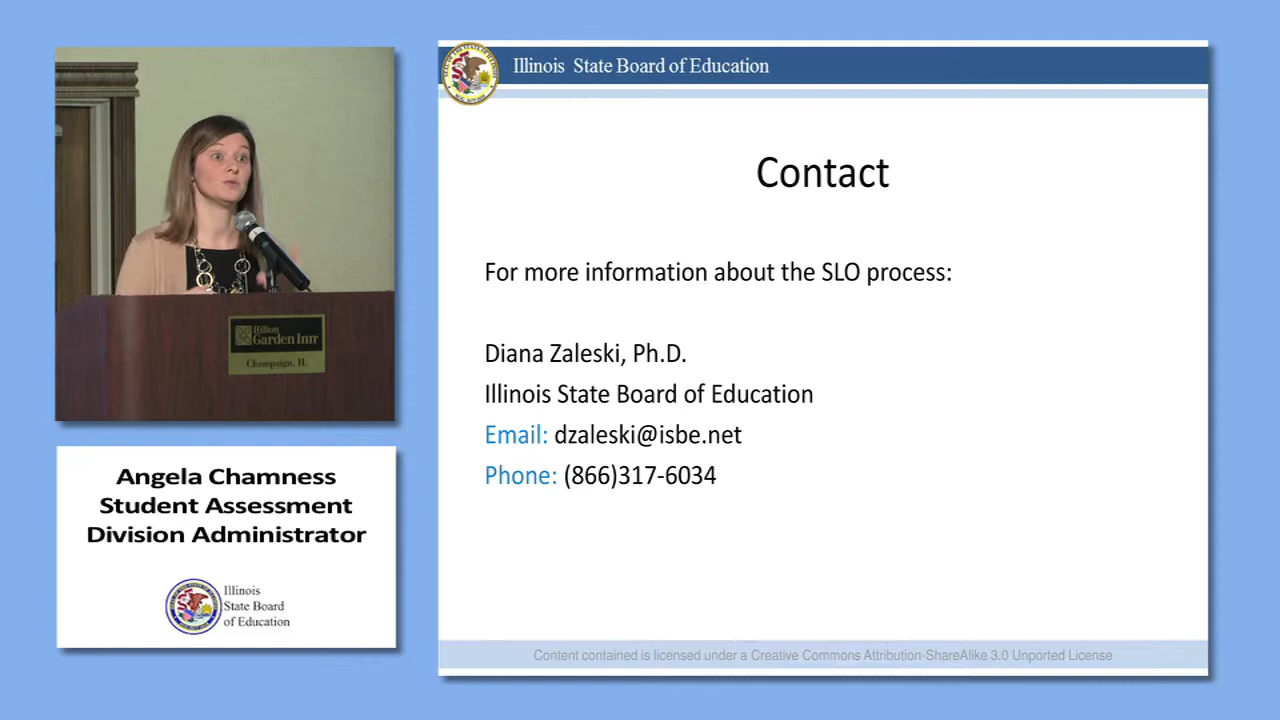 Illinois State Board of Education
Contact
For more information about the SLO process:
Diana Zaleski, Ph.D.
Illinois State Board of Education
Email: dzaleski@isbe.net
Phone: (866)317-6034
Content contained is licensed under a Creative Commons Attribution-ShareAlike 3.0 Unported License
Hilton
Garden Inn
Champaign, IL
Angela Chamness
Student Assessment
Division Administrator
Illinois
State Board
of Education